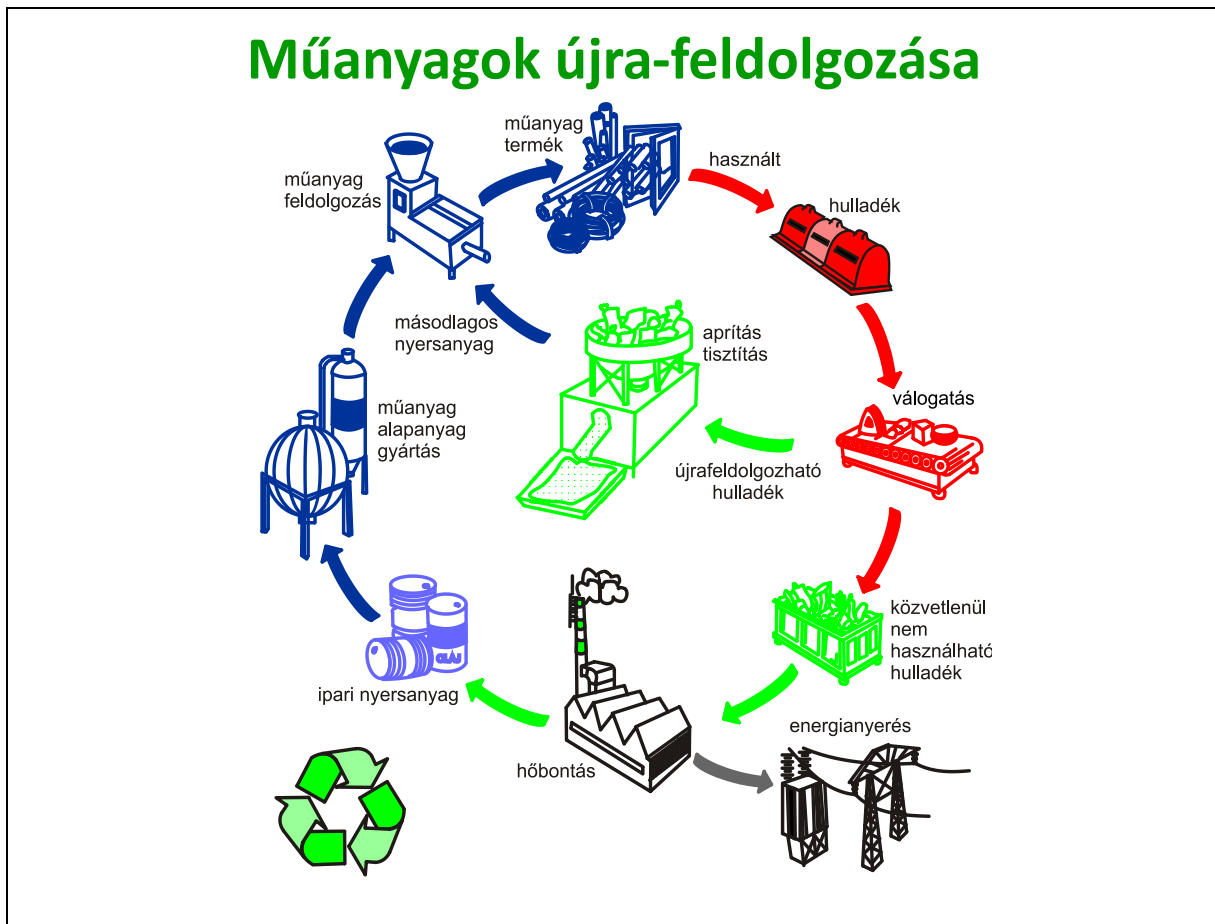 Műanyagok újra-feldolgozása
műanyag
termék
használt
hulladék
műanyag
feldolgozás
másodlagos
nyersanyag
aprítás
tisztítás
válogatás
műanyag
alapanyag
gyártás
újrafeldolgozható
hulladék
közvetlenül
nem
használható
hulladék
OLAJ
ipari nyersanyag
hőbontás
energianyerés